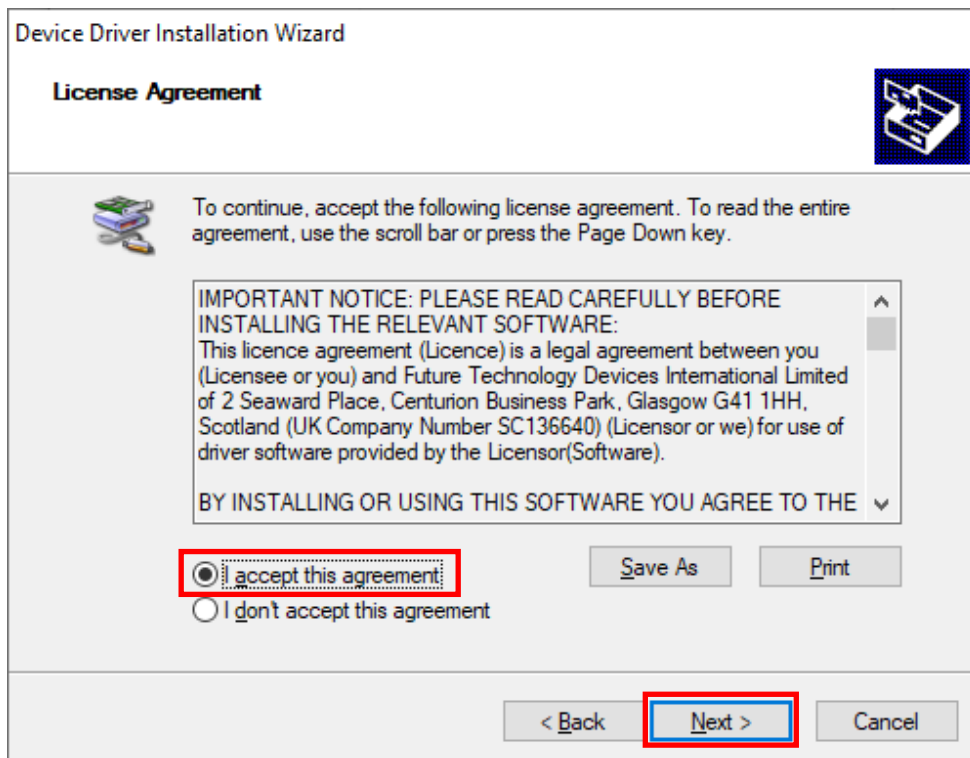 Device Driver Installation Wizard
License Agreement
To continue, accept the following license agreement. To read the entire
agreement, use the scroll bar or press the Page Down key.
IMPORTANT NOTICE: PLEASE READ CAREFULLY BEFORE
INSTALLING THE RELEVANT SOFTWARE:
This licence agreement (Licence) is a legal agreement between you
(Licensee or you) and Future Technology Devices International Limited
of 2 Seaward Place, Centurion Business Park, Glasgow G41 1HH,
Scotland (UK Company Number SC136640) (Licensor or we) for use of
driver software provided by the Licensor(Software).
BY INSTALLING OR USING THIS SOFTWARE YOU AGREE TO THE
I accept this agreement
Save As
Print
I don't accept this agreement
< Back
Next >
Cancel